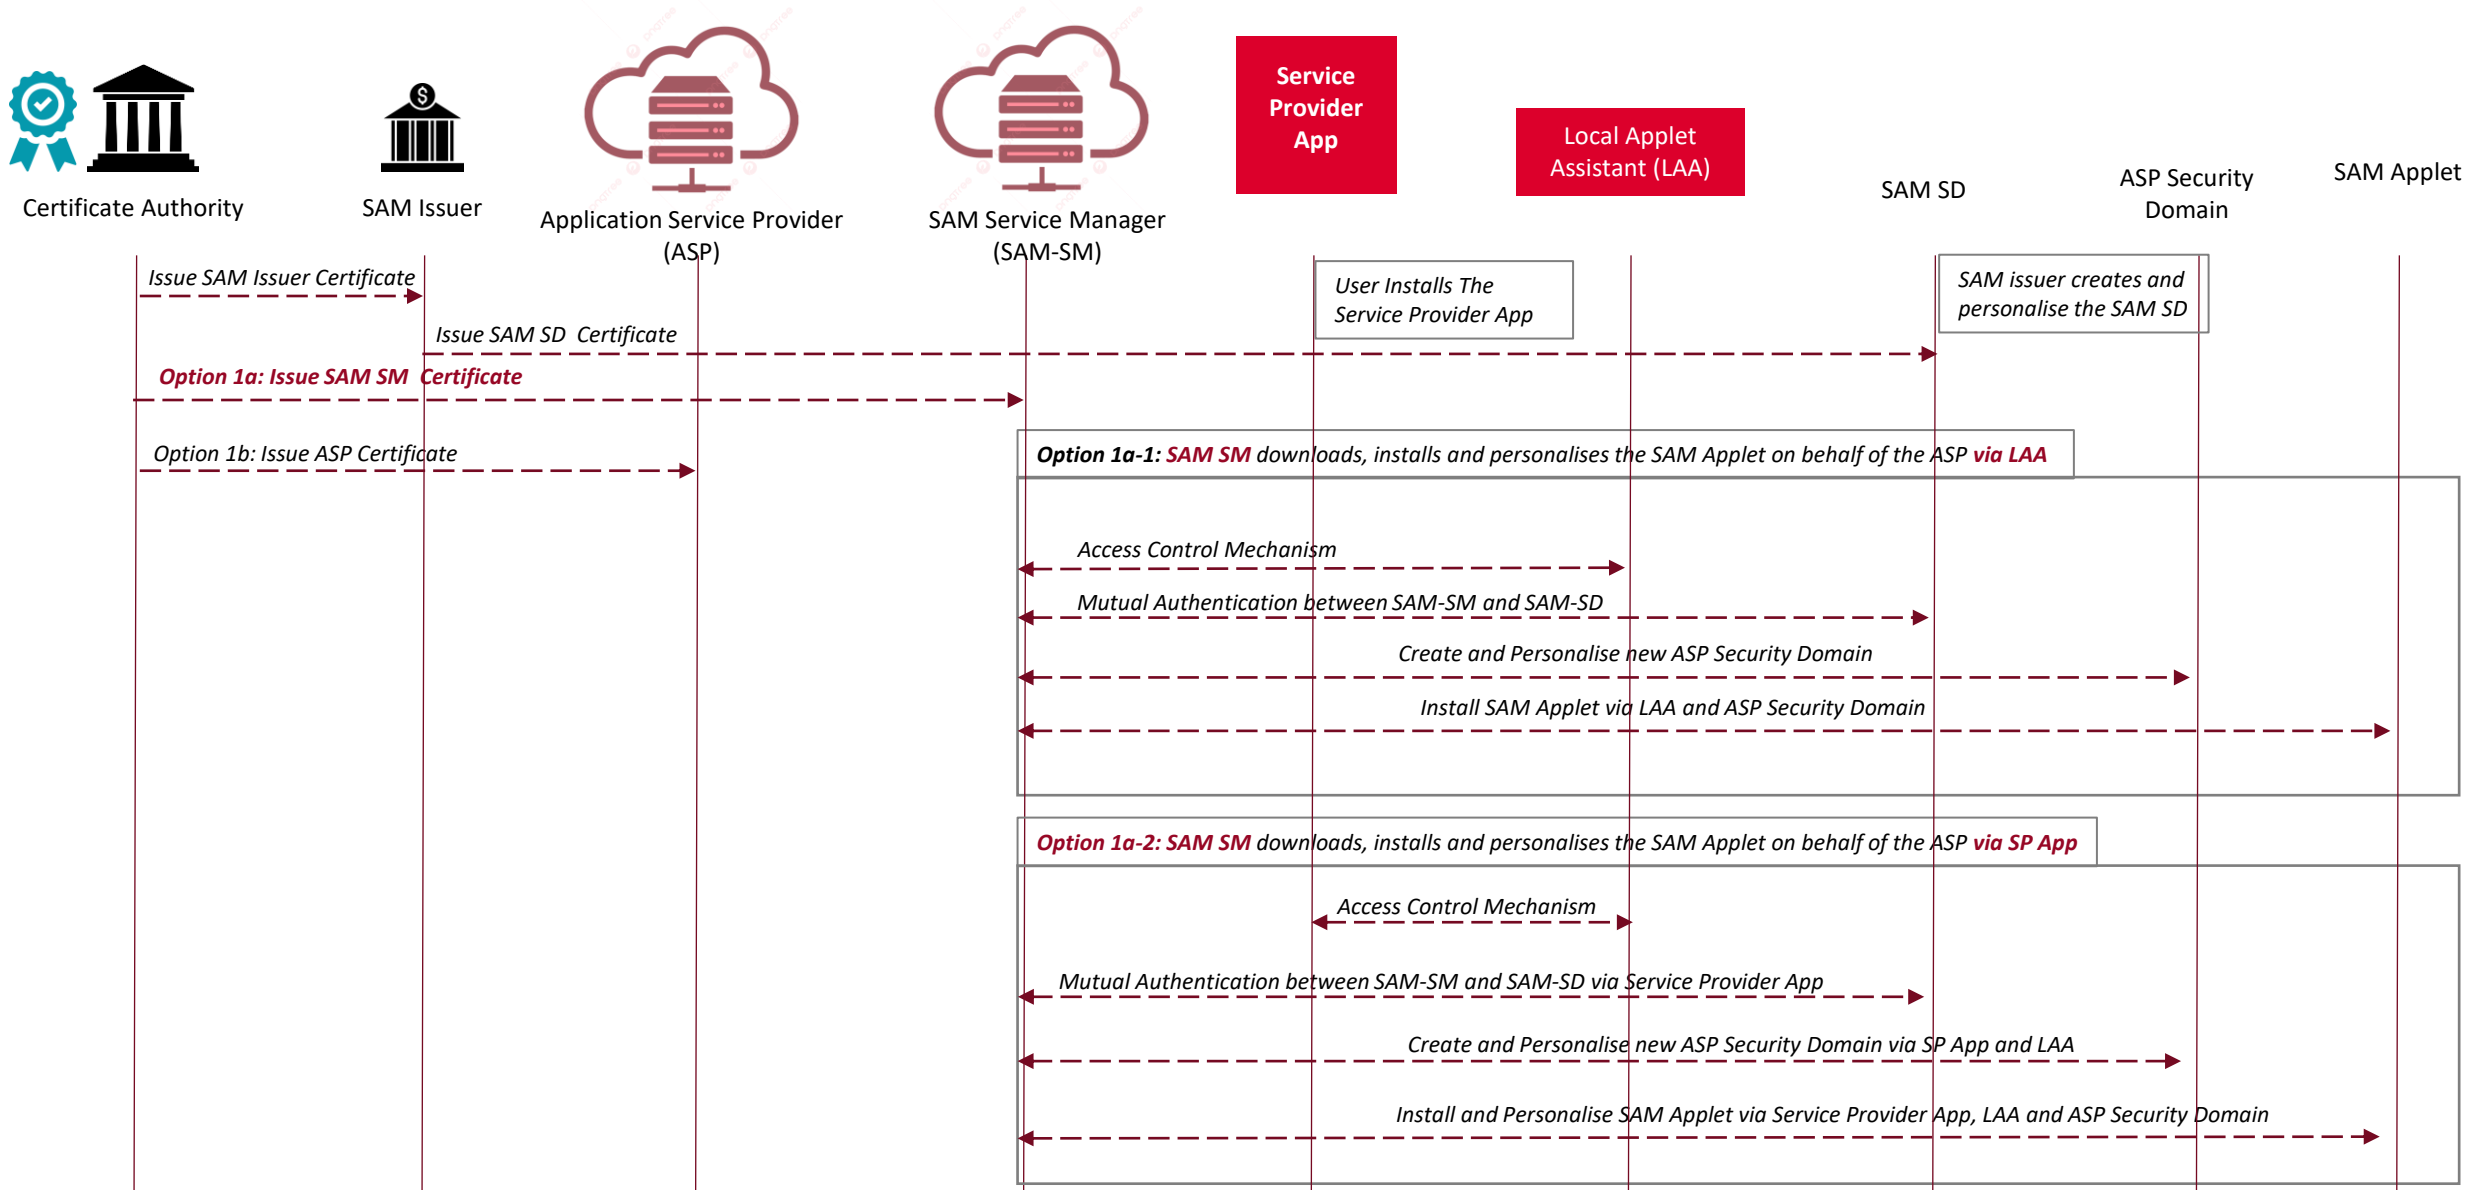 Service
Provider
App
Local Applet
Assistant (LAA)
Certificate Authority
SAM Issuer
Application Service Provider
(ASP)
SAM Service Manager
(SAM-SM)
SAM SD
ASP Security
Domain
SAM Applet
Issue SAM Issuer Certificate
User Installs The
Service Provider App
SAM issuer creates and
personalise the SAM SD
Issue SAM SD Certificate
Option 1a: Issue SAM SM Certificate
Option 1b: Issue ASP Certificate
Option 1a-1: SAM SM downloads, installs and personalises the SAM Applet on behalf of the ASP via LAA
Access Control Mechanism
Mutual Authentication between SAM-SM and SAM-SD
Create and Personalise new ASP Security Domain
Install SAM Applet via LAA and ASP Security Domain
Option 1a-2: SAM SM downloads, installs and personalises the SAM Applet on behalf of the ASP via SP App
Access Control Mechanism
Mutual Authentication between SAM-SM and SAM-SD via Service Provider App
Create and Personalise new ASP Security Domain via SP App and LAA
Install and Personalise SAM Applet via Service Provider App, LAA and ASP Security Domain